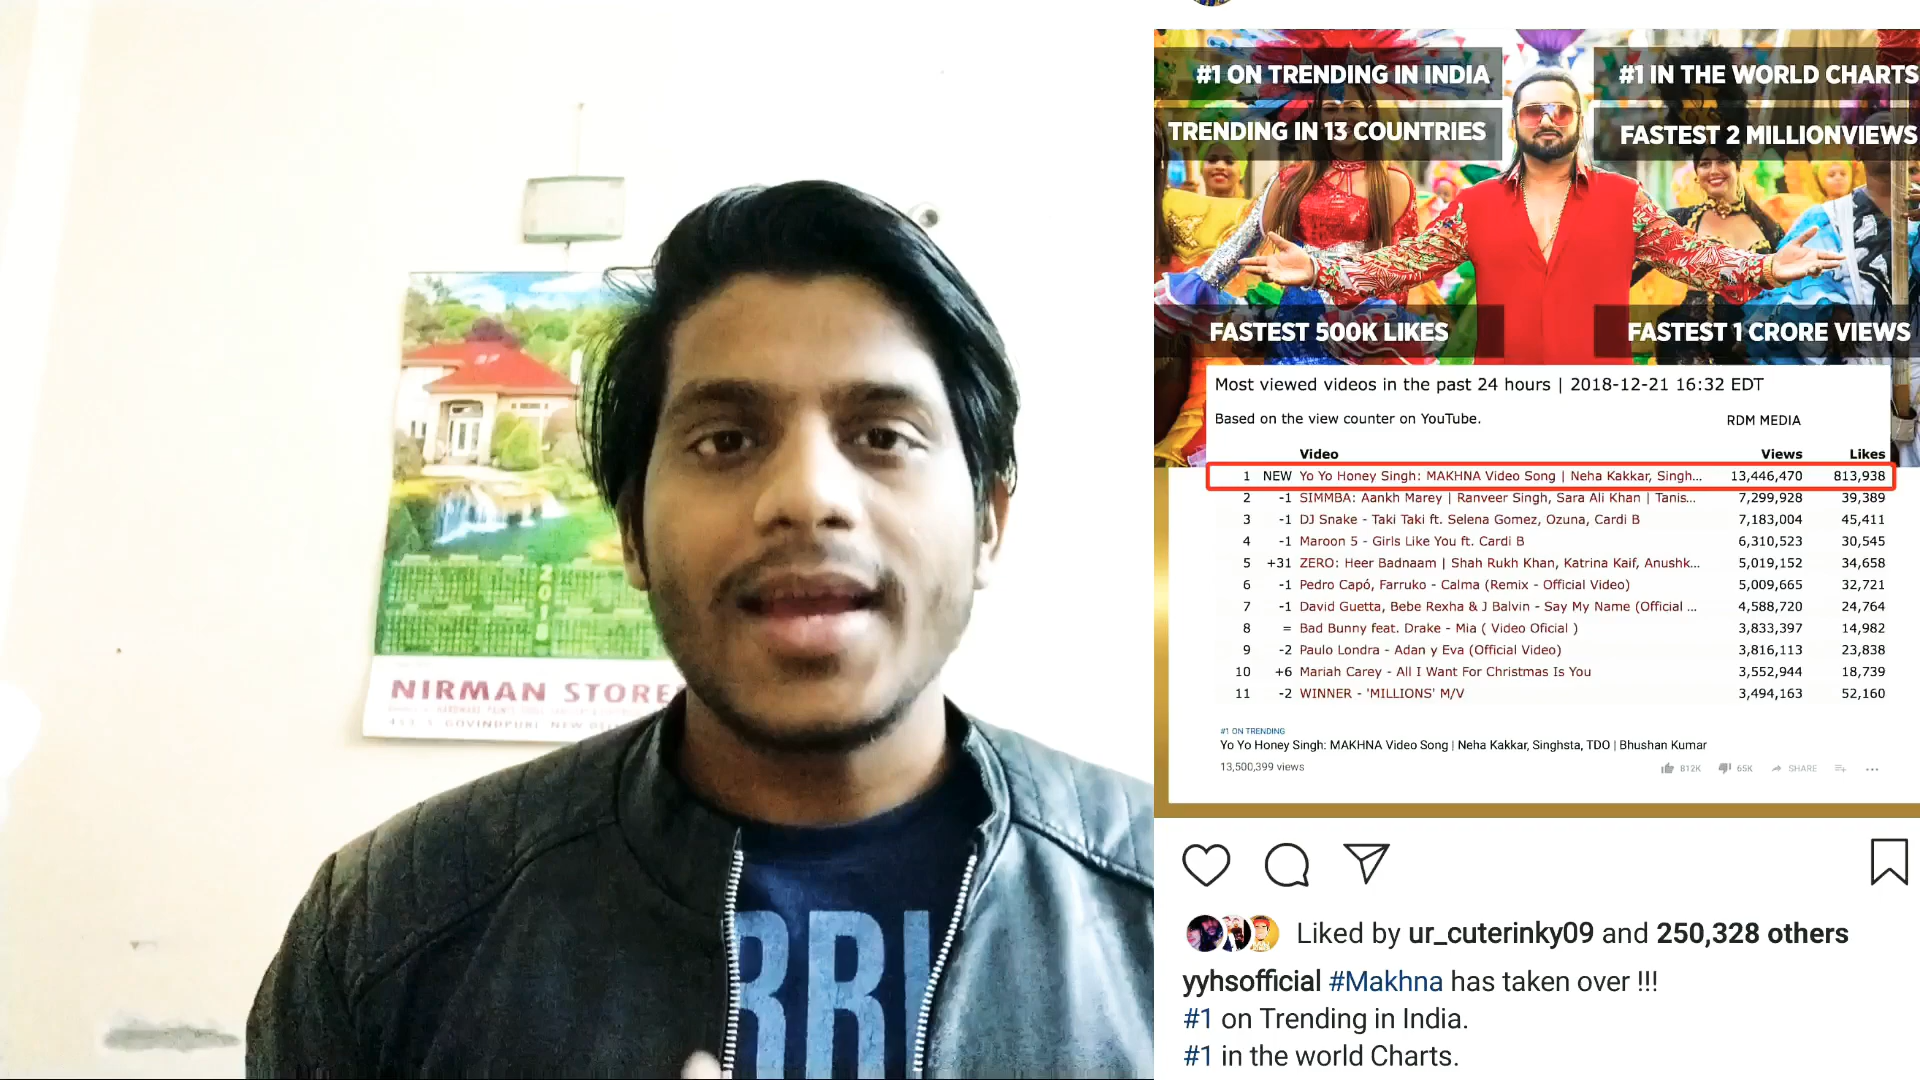 2018
NIRMAN STORE
453, GOVINDPURI, NEW DEL
BRI
#1 ON TRENDING IN INDIA
#1 IN THE WORLD CHARTS
TRENDING IN 13 COUNTRIES
FASTEST 2 MILLIONVIEWS
FASTEST 500K LIKES
FASTEST 1 CRORE VIEWS
Most viewed videos in the past 24 hours | 2018-12-21 16:32 EDT
Based on the view counter on YouTube. RDM MEDIA
Video Views Likes
1 NEW Yo Yo Honey Singh: MAKHNA Video Song | Neha Kakkar, Singh... 13,446,470 813,938
2 -1 SIMMBA: Aankh Marey | Ranveer Singh, Sara Ali Khan | Tanis... 7,299,928 39,389
3 -1 DJ Snake - Taki Taki ft. Selena Gomez, Ozuna, Cardi B 7,183,004 45,411
4 -1 Maroon 5 - Girls Like You ft. Cardi B 6,310,523 30,545
5 +31 ZERO: Heer Badnaam | Shah Rukh Khan, Katrina Kaif, Anushk... 5,019,152 34,658
6 -1 Pedro Capó, Farruko - Calma (Remix - Official Video) 5,009,665 32,721
7 -1 David Guetta, Bebe Rexha & J Balvin - Say My Name (Official ... 4,588,720 24,764
8 = Bad Bunny feat. Drake - Mia ( Video Oficial ) 3,833,397 14,982
9 -2 Paulo Londra - Adan y Eva (Official Video) 3,816,113 23,838
10 +6 Mariah Carey - All I Want For Christmas Is You 3,552,944 18,739
11 -2 WINNER - 'MILLIONS' M/V 3,494,163 52,160
#1 ON TRENDING
Yo Yo Honey Singh: MAKHNA Video Song | Neha Kakkar, Singhsta, TDO | Bhushan Kumar
13,500,399 views 812K 65K SHARE
Liked by ur_cuterinky09 and 250,328 others
yyhsofficial #Makhna has taken over !!!
#1 on Trending in India.
#1 in the world Charts.